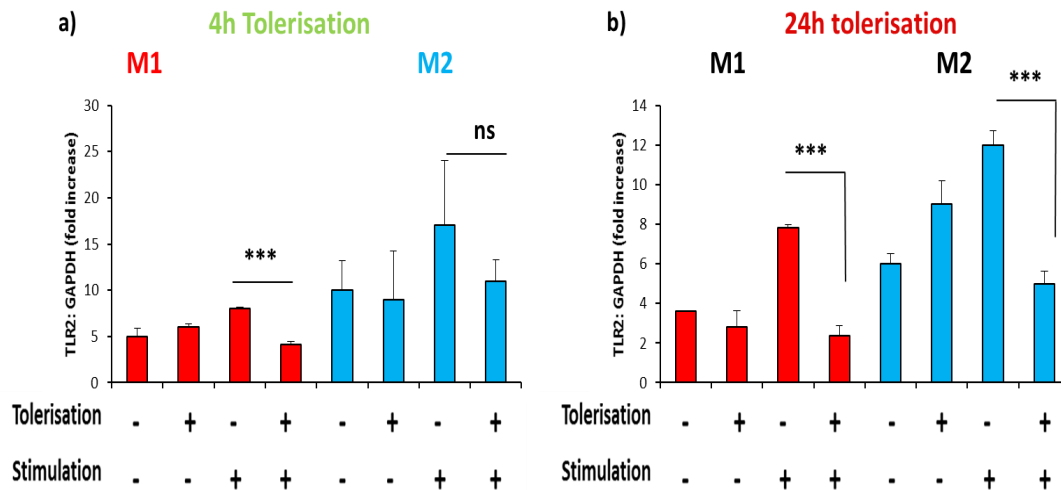 a)
4h Tolerisation
M1
M2
TLR2: GAPDH (fold increase)
30
25
20
15
10
5
0
***
ns
Tolerisation - + - + - + - +
Stimulation - - + + - - + +
b)
24h tolerisation
M1
M2
TLR2: GAPDH (fold increase)
14
12
10
8
6
4
2
0
***
***
Tolerisation - + - + - + - +
Stimulation - - + + - - + +